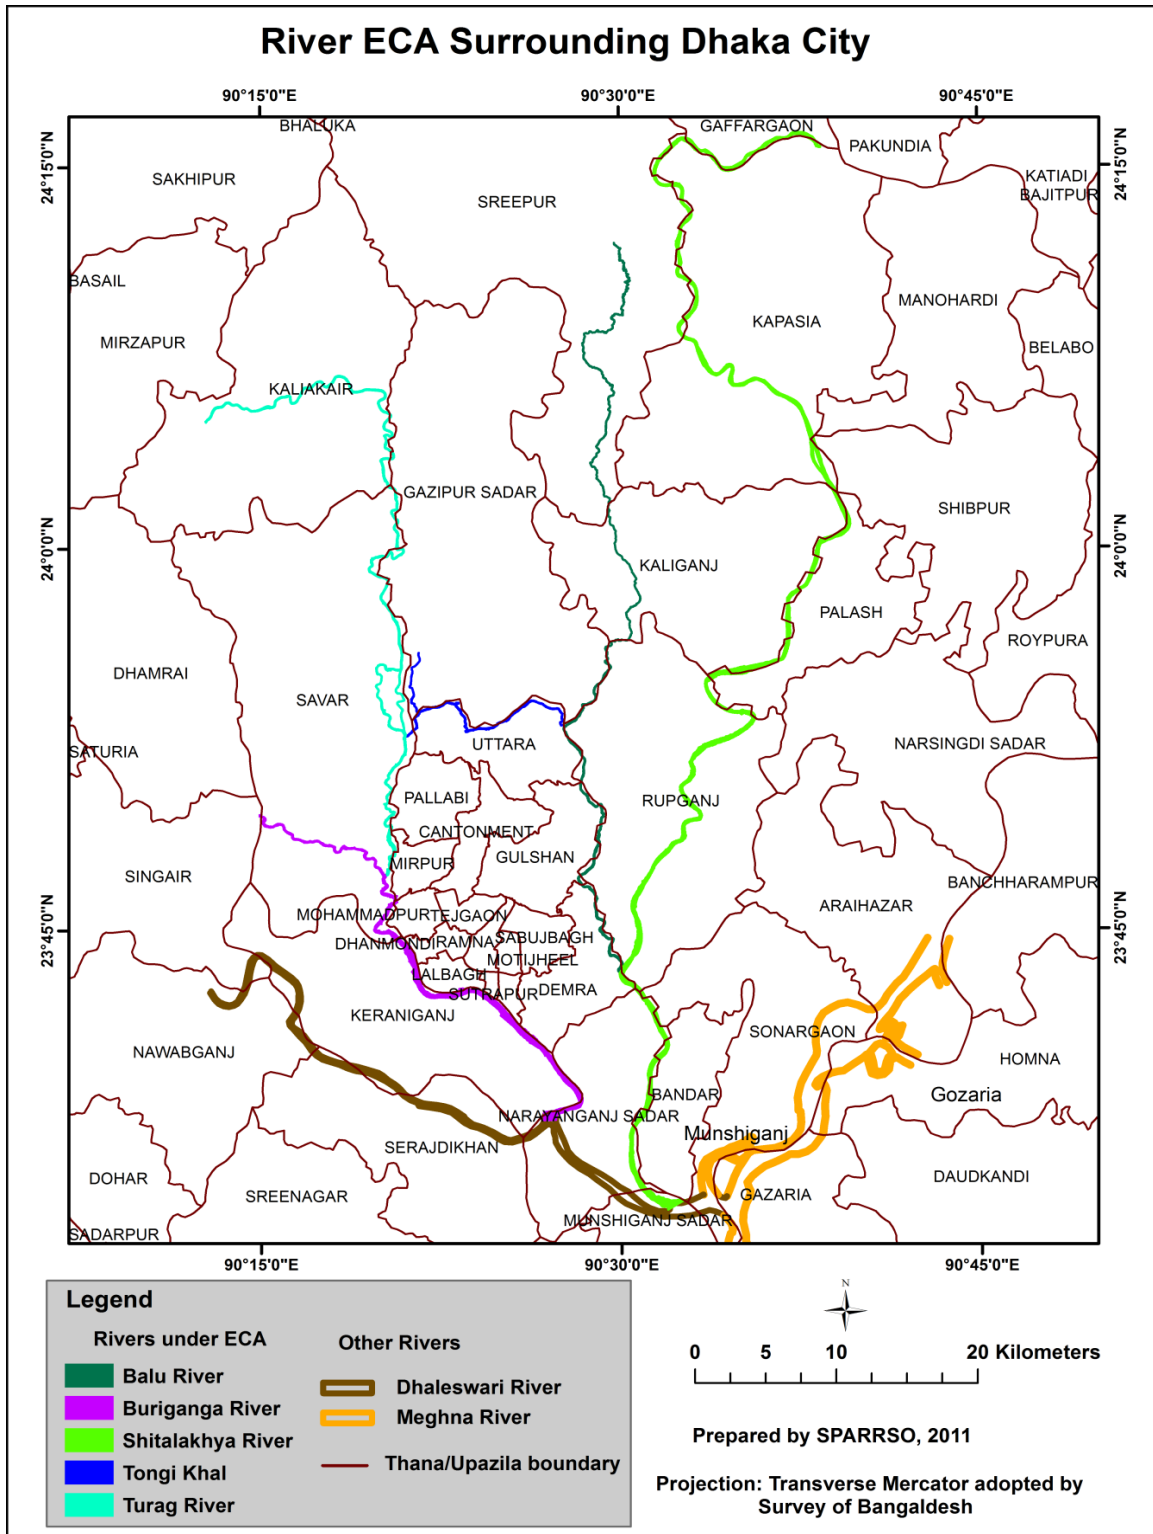 River ECA Surrounding Dhaka City
90°15'0"E 90°30'0"E 90°45'0"E
24°15'0"N
24°0'0"N
23°45'0"N
24°15'0"N
24°0'0"N
23°45'0"N
BHALUKA
GAFFARGAON
PAKUNDIA
SAKHIPUR
KATIADI
BAJITPUR
SREEPUR
BASAIL
MANOHARDI
KAPASIA
MIRZAPUR
BELABO
KALIAKAIR
GAZIPUR SADAR
SHIBPUR
KALIGANJ
PALASH
ROYPURA
DHAMRAI
SAVAR
SATURIA
UTTARA
NARSINGDI SADAR
PALLABI
RUPGANJ
CANTONMENT
MIRPUR
GULSHAN
SINGAIR
BANCHHARAMPUR
ARAIHAZAR
MOHAMMADPUR
TEJGAON
DHANMONDI
RAMNA
SABUJBAGH
MOTIJHEEL
LALBAGH
SUTRAPUR
DEMRA
KERANIGANJ
SONARGAON
NAWABGANJ
HOMNA
BANDAR
Gozaria
NARAYANGANJ SADAR
Munshiganj
SERAJDIKHAN
DOHAR
DAUDKANDI
SREENAGAR
GAZARIA
MUNSHIGANJ SADAR
SADARPUR
90°15'0"E 90°30'0"E 90°45'0"E
Legend
Rivers under ECA
Balu River
Buriganga River
Shitalakhya River
Tongi Khal
Turag River
Other Rivers
Dhaleswari River
Meghna River
Thana/Upazila boundary
N
0 5 10 20 Kilometers
Prepared by SPARRSO, 2011
Projection: Transverse Mercator adopted by
Survey of Bangaldesh